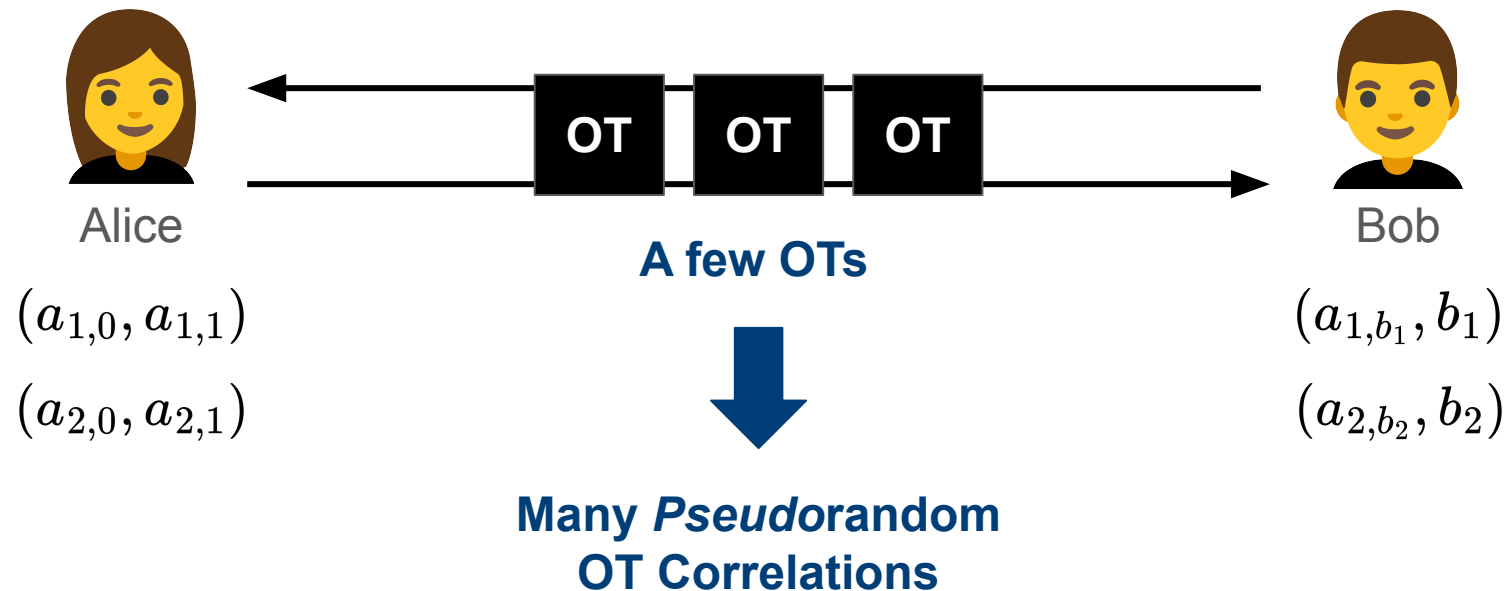 OT OT OT
Alice
Bob
A few OTs
(a_{1,0}, a_{1,1})
(a_{1,b_1}, b_1)
(a_{2,0}, a_{2,1})
(a_{2,b_2}, b_2)
Many Pseudorandom
OT Correlations